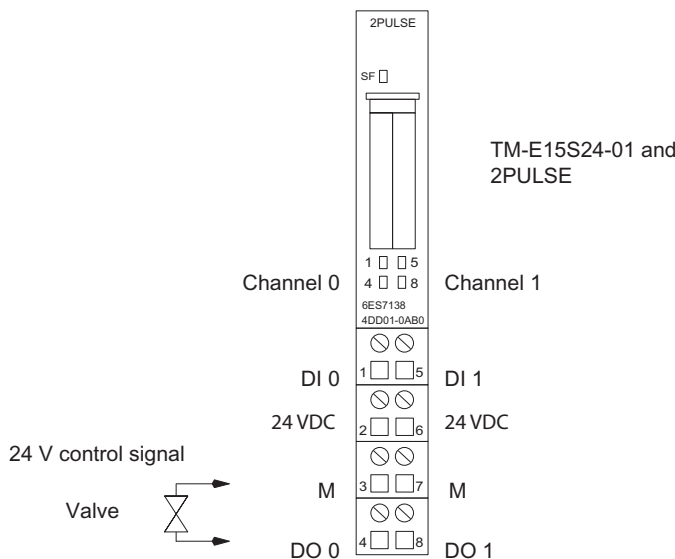 2PULSE
SF
TM-E15S24-01 and
2PULSE
1 5
Channel 0 4 8 Channel 1
6ES7138
4DD01-0AB0
DI 0 1 5 DI 1
24 VDC 2 6 24 VDC
24 V control signal
M 3 7 M
Valve
DO 0 4 8 DO 1